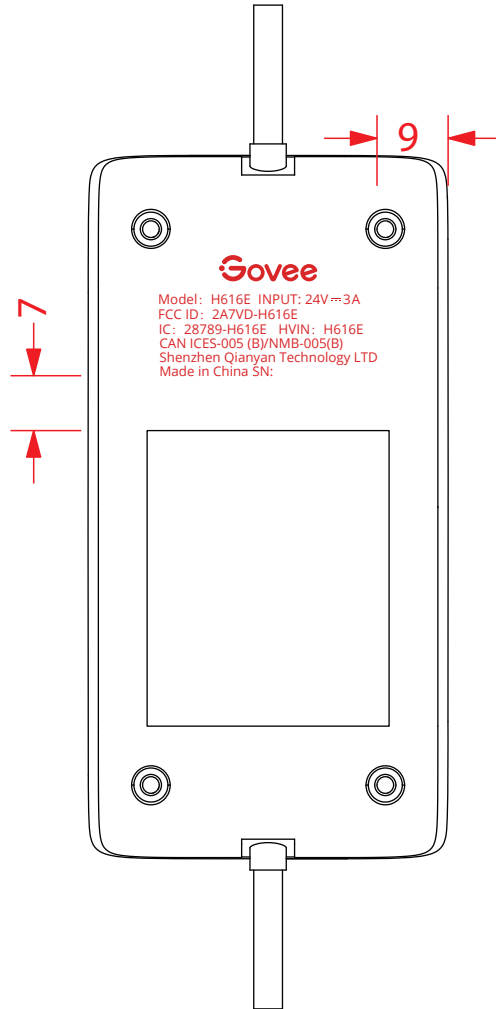 9
Govee
7
Model: H616E INPUT: 24V⎓3A
FCC ID: 2A7VD-H616E
IC: 28789-H616E HVIN: H616E
CAN ICES-005 (B)/NMB-005(B)
Shenzhen Qianyan Technology LTD
Made in China SN: